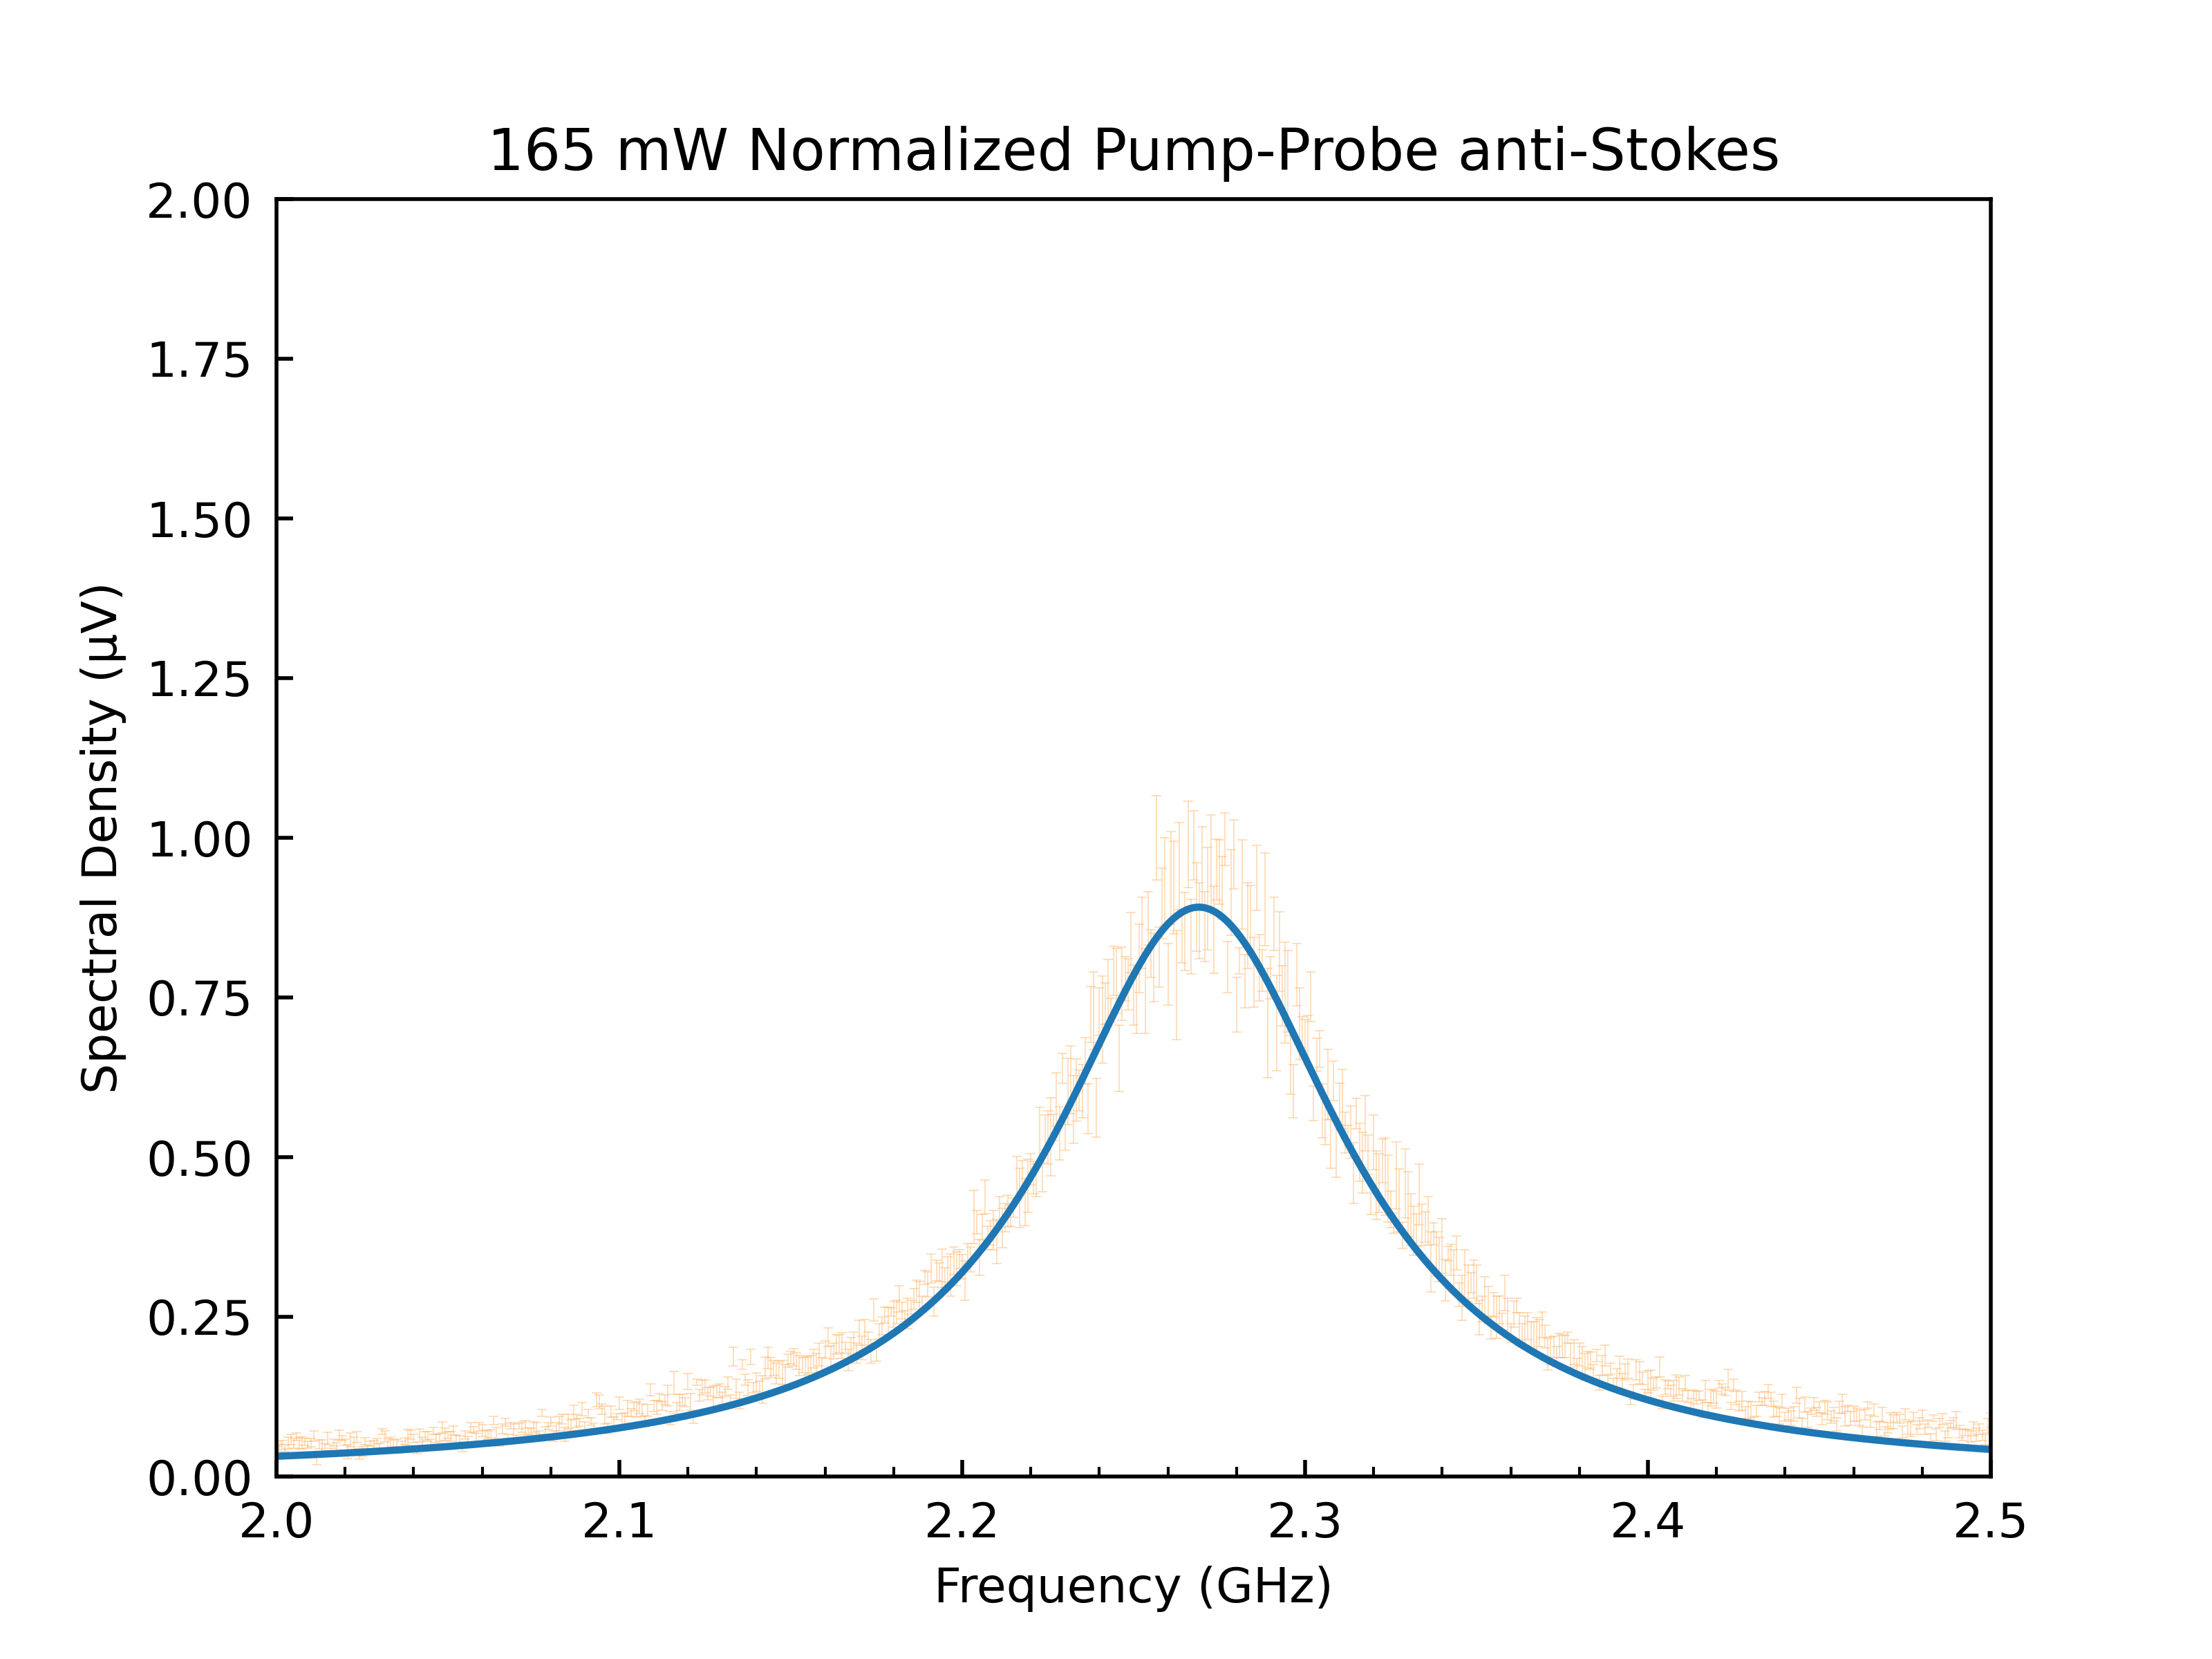 165 mW Normalized Pump-Probe anti-Stokes
2.00
1.75
1.50
1.25
1.00
0.75
0.50
0.25
0.00
Spectral Density (μV)
2.0 2.1 2.2 2.3 2.4 2.5
Frequency (GHz)